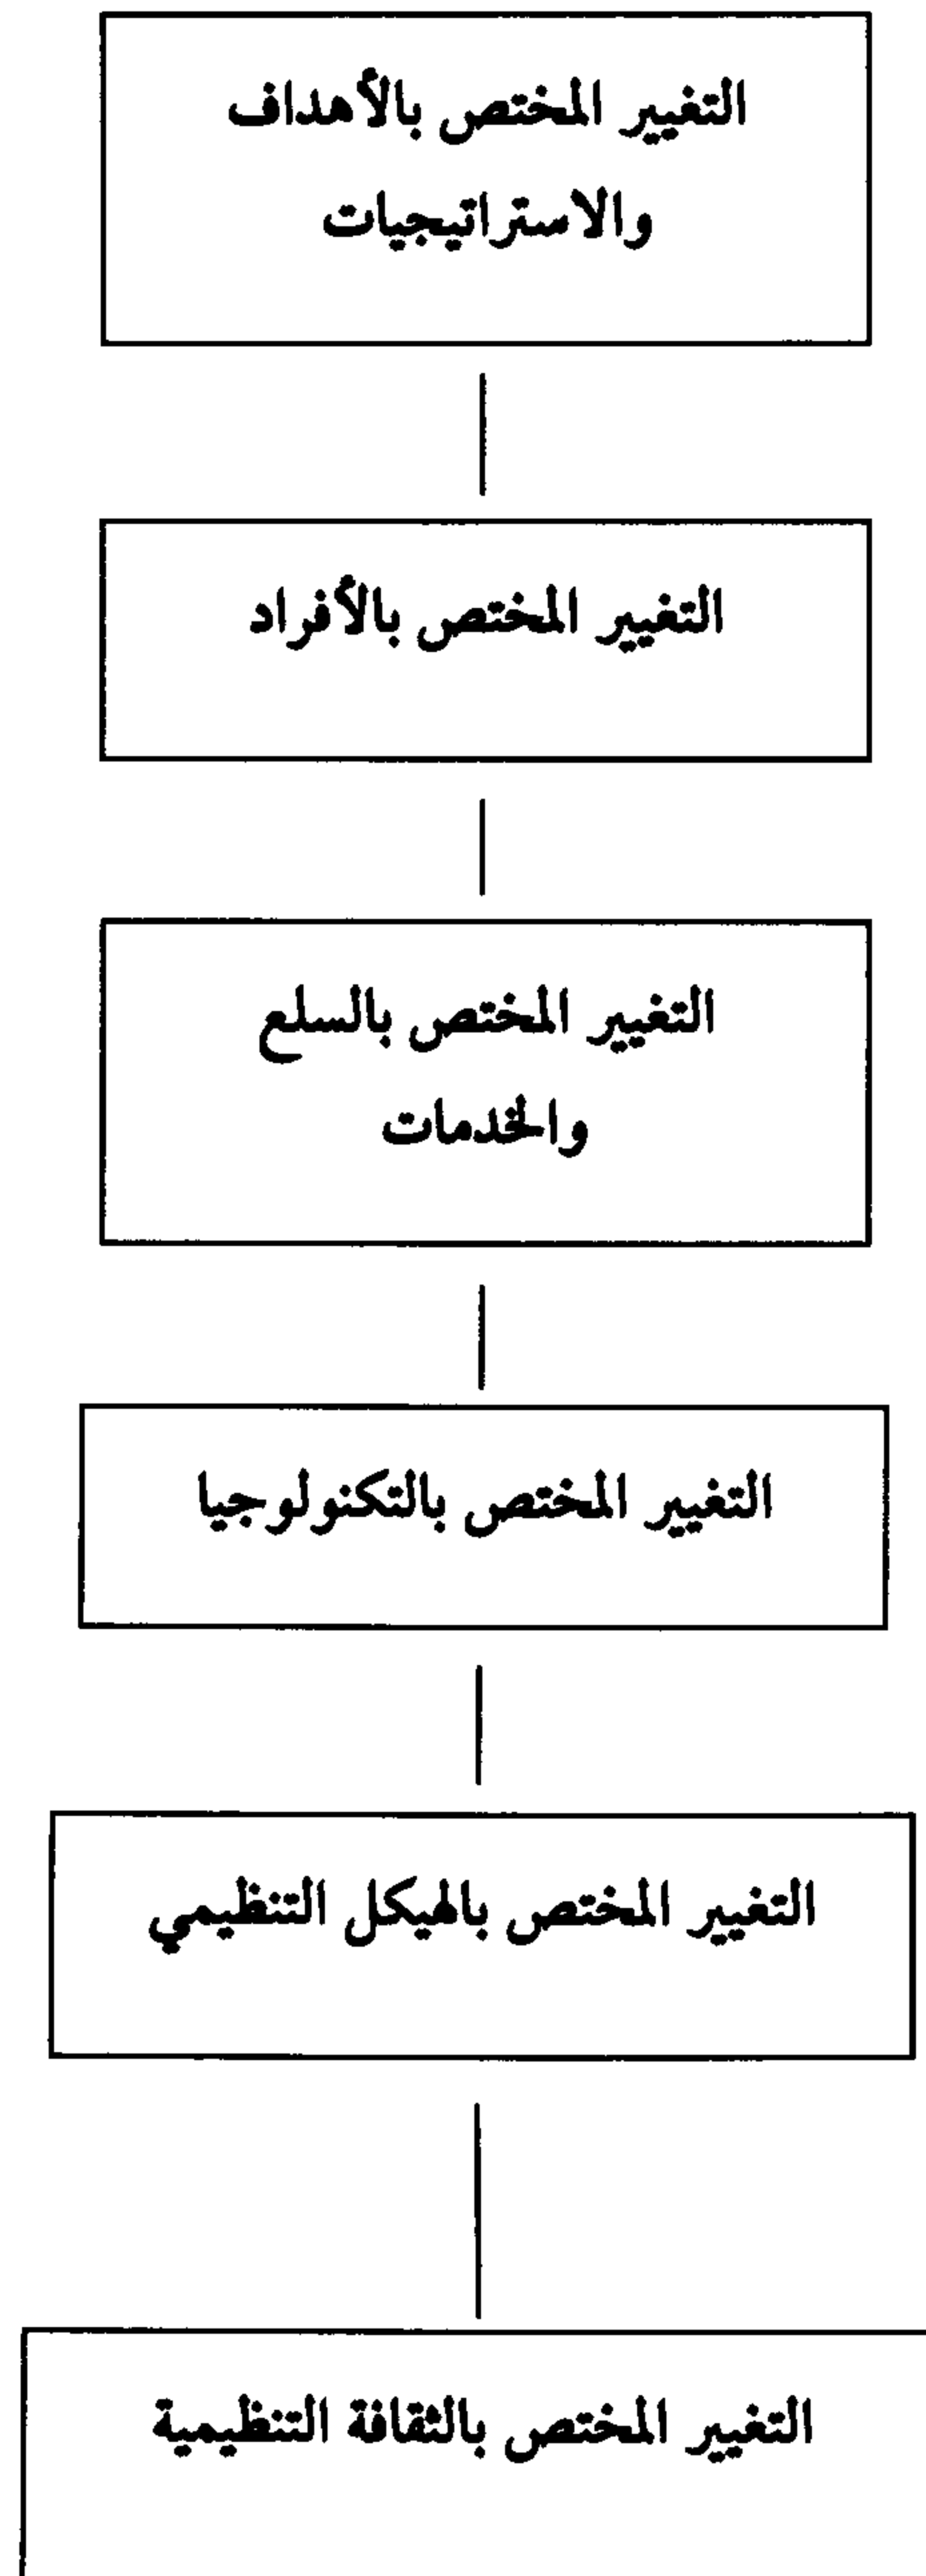 التغيير المختص بالأهداف
والاستراتيجيات
التغيير المختص بالأفراد
التغيير المختص بالسلع
والخدمات
التغيير المختص بالتكنولوجيا
التغيير المختص بالهيكل التنظيمي
التغيير المختص بالثقافة التنظيمية